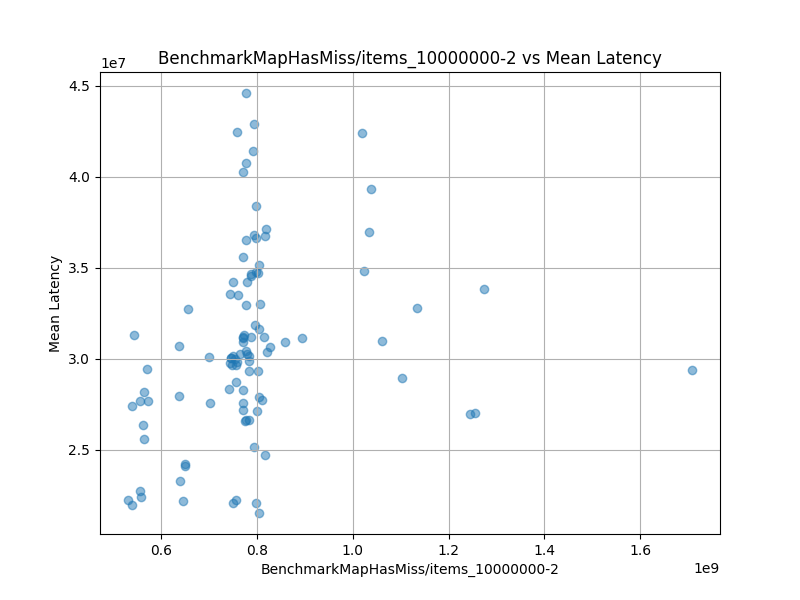 BenchmarkMapHasMiss/items_10000000-2 vs Mean Latency
1e7
4.5
4.0
3.5
3.0
2.5
Mean Latency
0.6 0.8 1.0 1.2 1.4 1.6
BenchmarkMapHasMiss/items_10000000-2
1e9